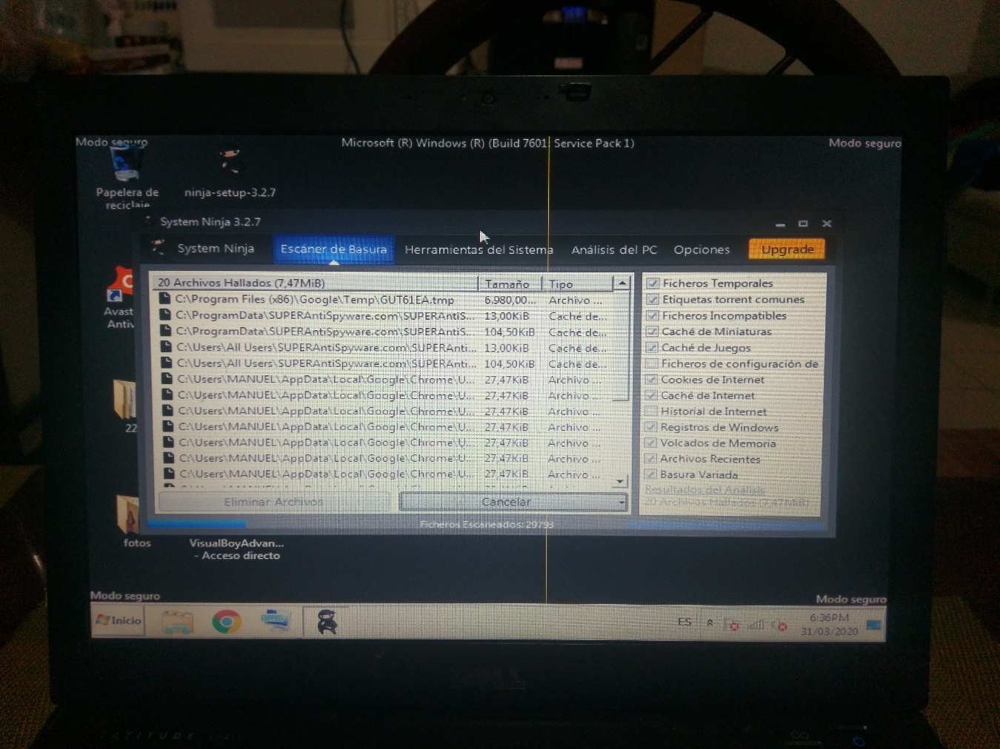 Modo seguro
Microsoft (R) Windows (R) (Build 7601: Service Pack 1)
Modo seguro
Papelera de
reciclaje
ninja-setup-3.2.7
System Ninja 3.2.7
System Ninja
Escáner de Basura
Herramientas del Sistema
Análisis del PC
Opciones
Upgrade
20 Archivos Hallados (7,47MiB)
Tamaño
Tipo
C:\Program Files (x86)\Google\Temp\GUT61EA.tmp 6.980,00... Archivo ...
C:\ProgramData\SUPERAntiSpyware.com\SUPERAntiS... 13,00KiB Caché de...
C:\ProgramData\SUPERAntiSpyware.com\SUPERAntiS... 104,50KiB Caché de...
C:\Users\All Users\SUPERAntiSpyware.com\SUPERAnti... 13,00KiB Caché de...
C:\Users\All Users\SUPERAntiSpyware.com\SUPERAnti... 104,50KiB Caché de...
C:\Users\MANUEL\AppData\Local\Google\Chrome\U... 27,47KiB Archivo ...
C:\Users\MANUEL\AppData\Local\Google\Chrome\U... 27,47KiB Archivo ...
C:\Users\MANUEL\AppData\Local\Google\Chrome\U... 27,47KiB Archivo ...
C:\Users\MANUEL\AppData\Local\Google\Chrome\U... 27,47KiB Archivo ...
C:\Users\MANUEL\AppData\Local\Google\Chrome\U... 27,47KiB Archivo ...
C:\Users\MANUEL\AppData\Local\Google\Chrome\U... 27,47KiB Archivo ...
C:\Users\MANUEL\AppData\Local\Google\Chrome\U... 27,47KiB Archivo ...
Ficheros Temporales
Etiquetas torrent comunes
Ficheros Incompatibles
Caché de Miniaturas
Caché de Juegos
Ficheros de configuración de
Cookies de Internet
Caché de Internet
Historial de Internet
Registros de Windows
Volcados de Memoria
Archivos Recientes
Basura Variada
Resultados del Análisis
20 Archivos Hallados (7,47MiB)
Eliminar Archivos
Cancelar
Ficheros Escaneados: 29793
Avast
Antiv
22
fotos
VisualBoyAdvan...
- Acceso directo
Modo seguro
Modo seguro
Inicio
ES
6:36PM
31/03/2020
DELL
LATITUDE